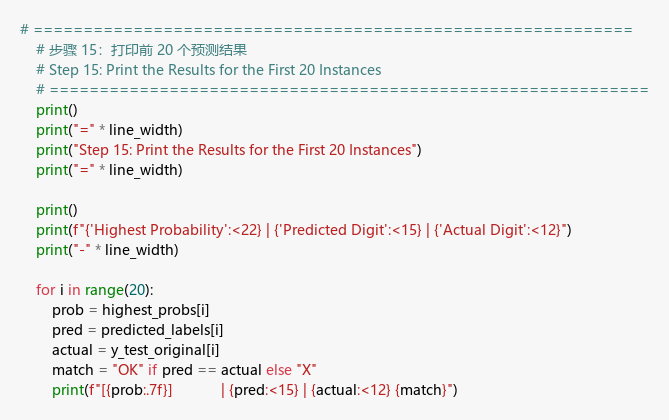 # ============================================================
# 步骤 15：打印前 20 个预测结果
# Step 15: Print the Results for the First 20 Instances
# ============================================================
print()
print("=" * line_width)
print("Step 15: Print the Results for the First 20 Instances")
print("=" * line_width)
print()
print(f"{'Highest Probability':<22} | {'Predicted Digit':<15} | {'Actual Digit':<12}")
print("-" * line_width)
for i in range(20):
prob = highest_probs[i]
pred = predicted_labels[i]
actual = y_test_original[i]
match = "OK" if pred == actual else "X"
print(f"[{prob:.7f}]            | {pred:<15} | {actual:<12} {match}")